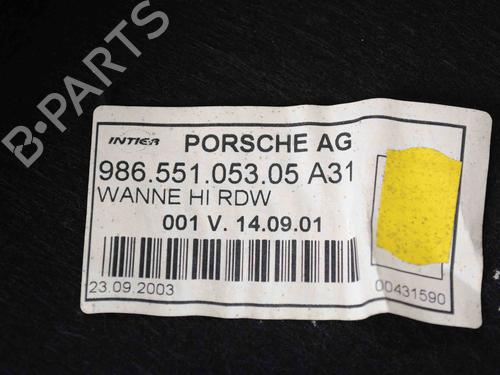 B-PARTS
INTIER PORSCHE AG
986.551.053.05 A31
WANNE HI RDW
001 V. 14.09.01
23.09.2003 00431590